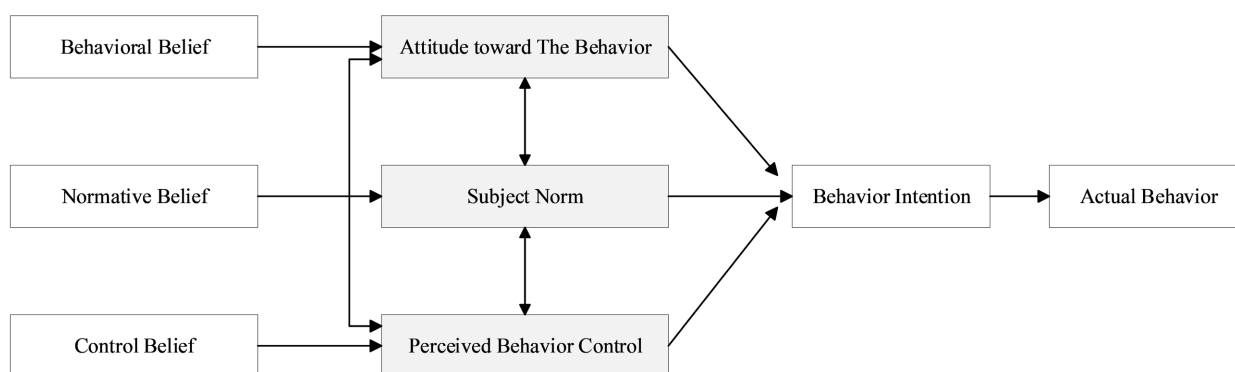 Behavioral Belief
Attitude toward The Behavior
Normative Belief
Subject Norm
Behavior Intention
Actual Behavior
Control Belief
Perceived Behavior Control